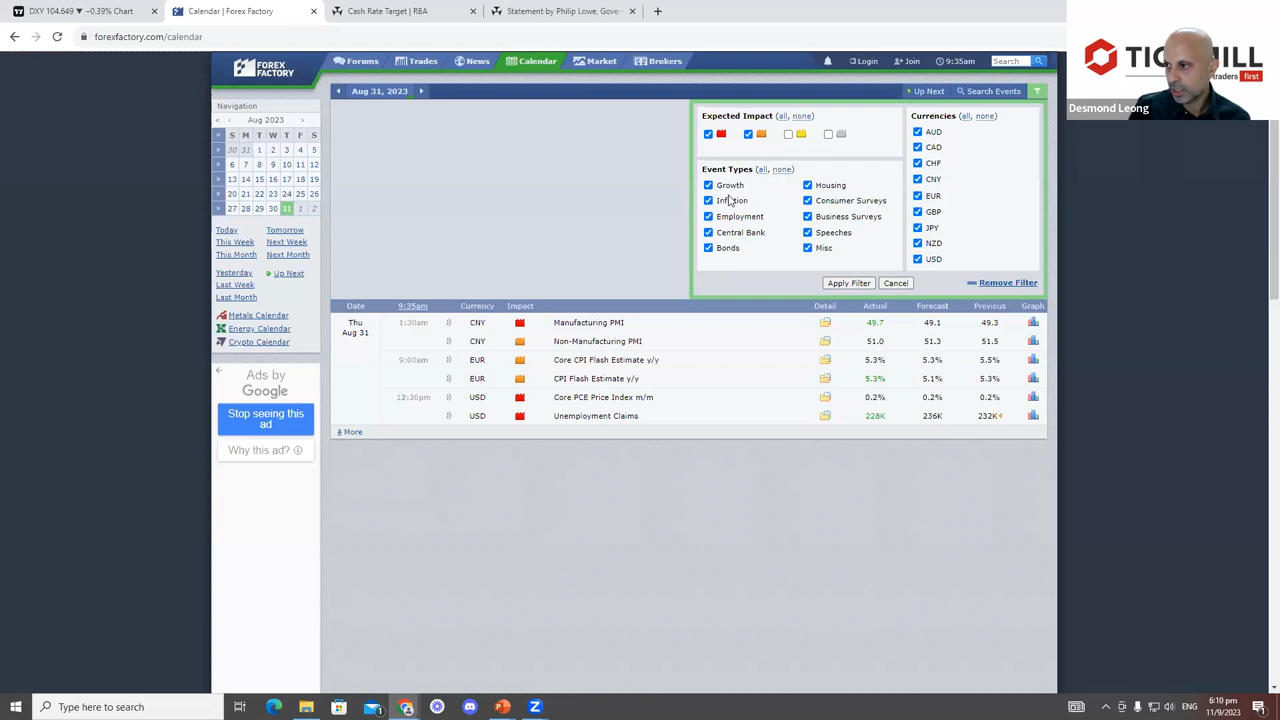 DXY 104.649 ▼ −0.39% Chart
Calendar | Forex Factory
Cash Rate Target | RBA
Statement by Philip Lowe, Gover
forexfactory.com/calendar
FOREX FACTORY
Forums
Trades
News
Calendar
Market
Brokers
Login
Join
9:35am
Search
traders first
Desmond Leong
Navigation
Aug 2023
S M T W T F S
30 31 1 2 3 4 5
6 7 8 9 10 11 12
13 14 15 16 17 18 19
20 21 22 23 24 25 26
27 28 29 30 31 1 2
Today Tomorrow
This Week Next Week
This Month Next Month
Yesterday Up Next
Last Week
Last Month
Metals Calendar
Energy Calendar
Crypto Calendar
Ads by
Google
Stop seeing this
ad
Why this ad?
Aug 31, 2023
Up Next
Search Events
Expected Impact (all, none)
Event Types (all, none)
Growth Housing
Consumer Surveys
Employment Business Surveys
Central Bank Speeches
Bonds Misc
Currencies (all, none)
AUD
CAD
CHF
CNY
EUR
GBP
JPY
NZD
USD
Apply Filter Cancel Remove Filter
Date 9:35am Currency Impact Detail Actual Forecast Previous Graph
Thu
Aug 31
1:30am CNY Manufacturing PMI 49.7 49.1 49.3
CNY Non-Manufacturing PMI 51.0 51.3 51.5
9:00am EUR Core CPI Flash Estimate y/y 5.3% 5.3% 5.5%
EUR CPI Flash Estimate y/y 5.3% 5.1% 5.3%
12:30pm USD Core PCE Price Index m/m 0.2% 0.2% 0.2%
USD Unemployment Claims 228K 236K 232K
More
Type here to search
6:10 pm
11/9/2023